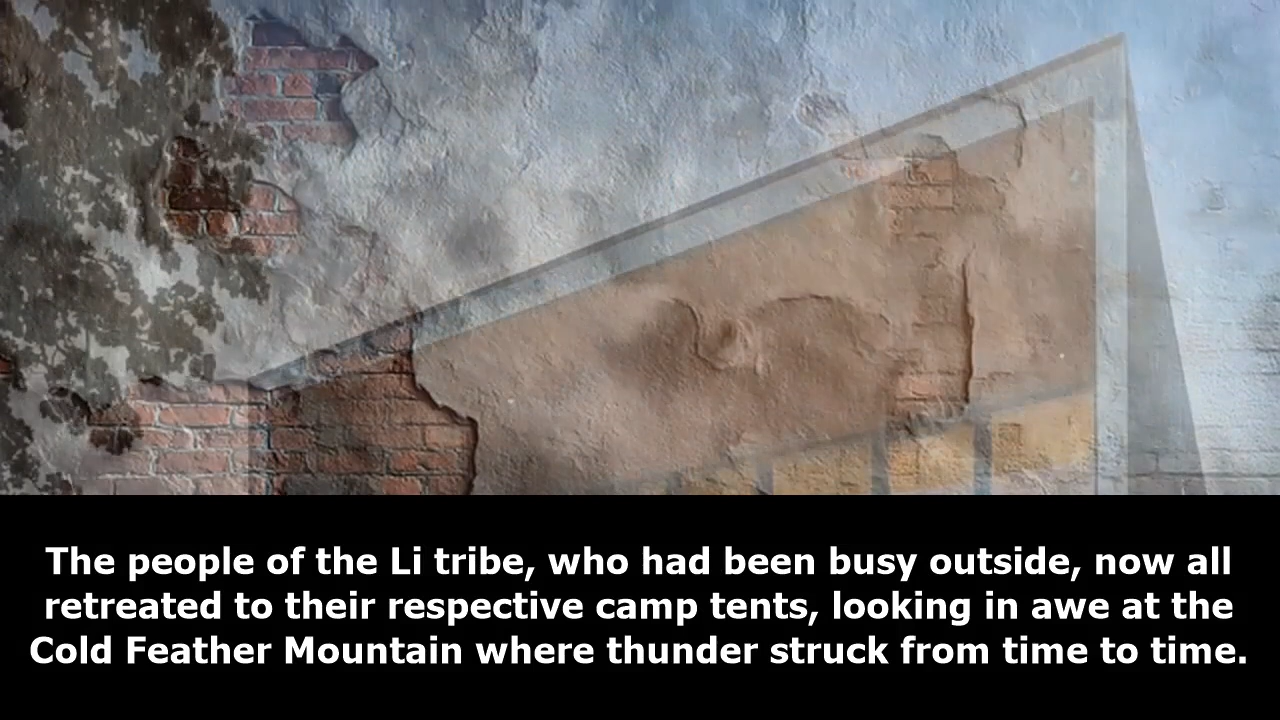 The people of the Li tribe, who had been busy outside, now all
retreated to their respective camp tents, looking in awe at the
Cold Feather Mountain where thunder struck from time to time.